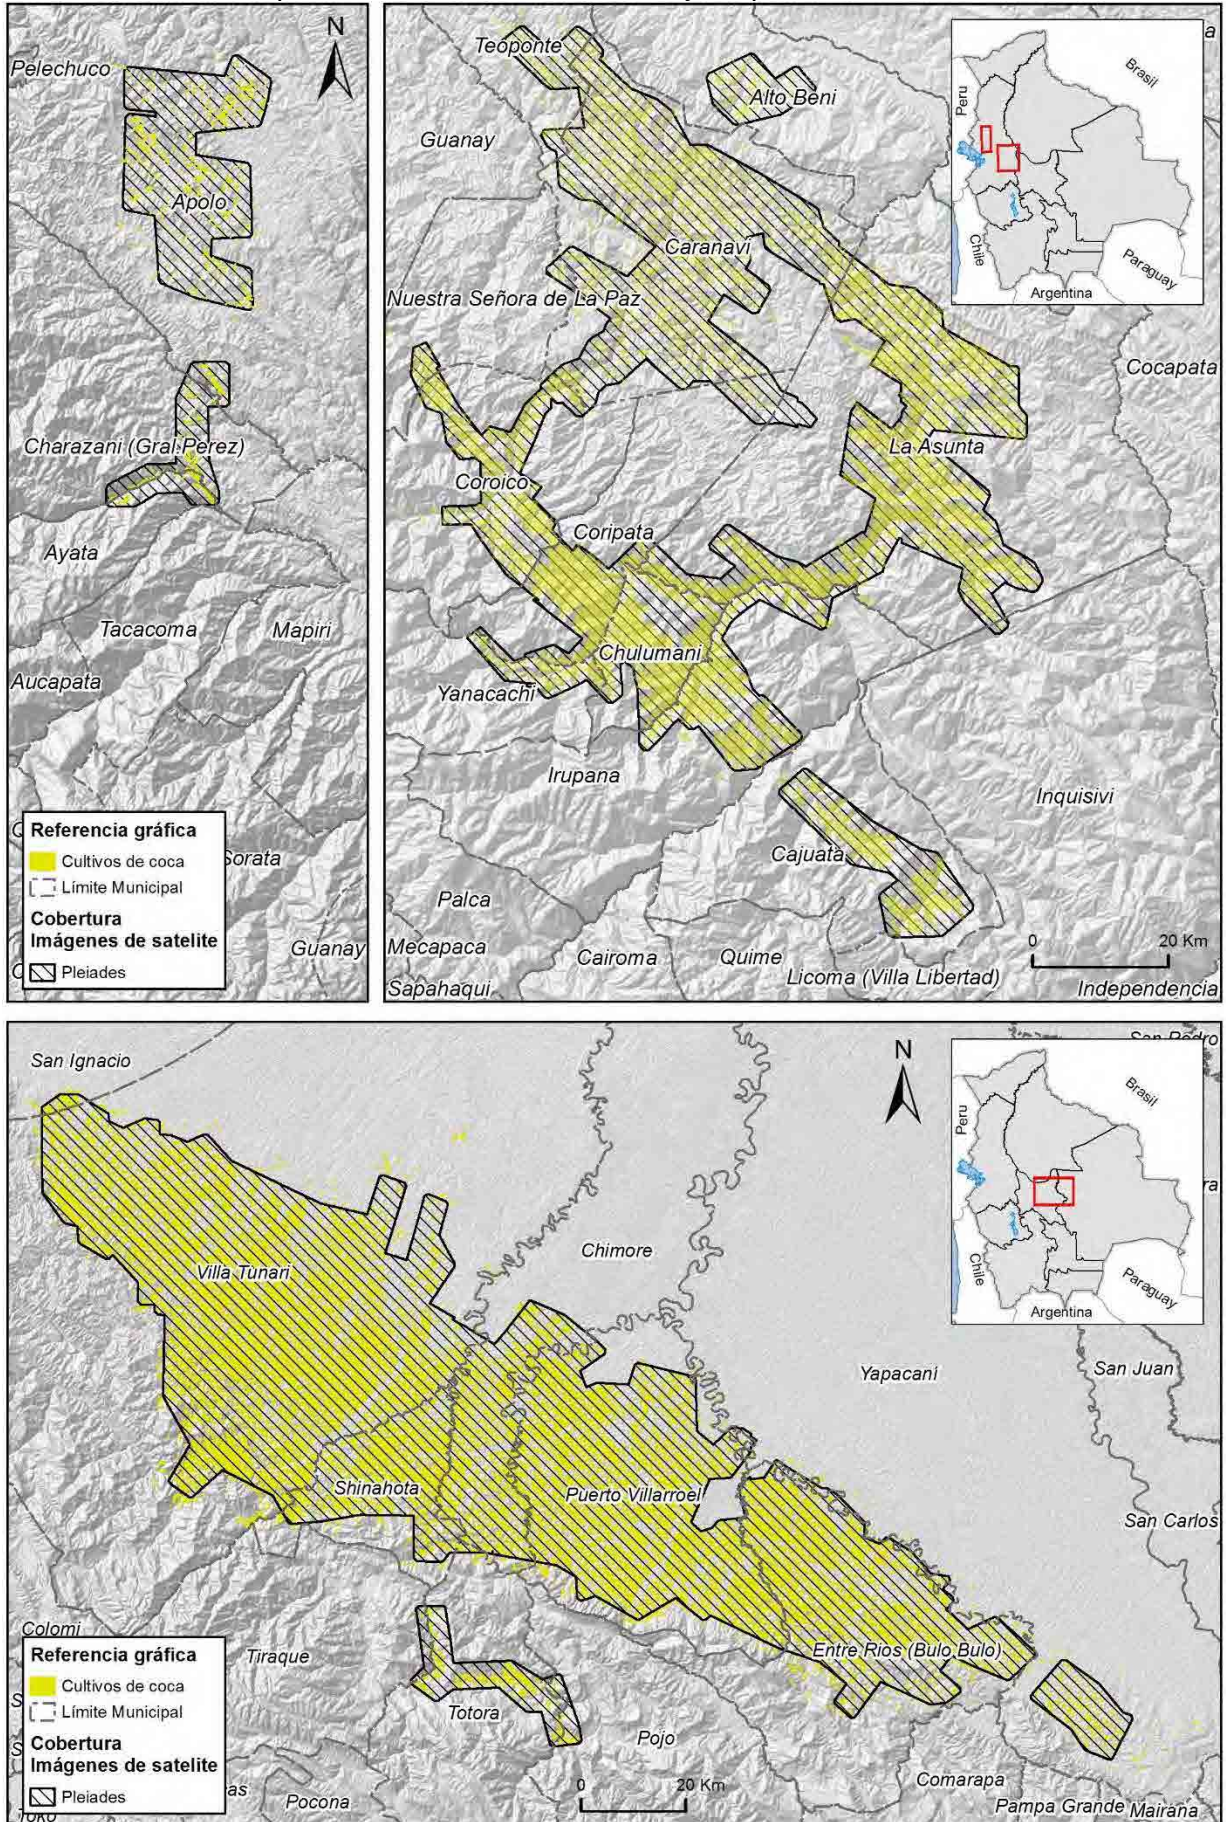 N
Pelechuco
Apolo
Charazani (Gral.Perez)
Ayata
Tacacoma
Mapiri
Aucapata
Sorata
Guanay
Referencia gráfica
Cultivos de coca
Límite Municipal
Cobertura
Imágenes de satelite
Pleiades
Teoponte
Alto Beni
Guanay
Caranavi
Nuestra Señora de La Paz
Cocapata
La Asunta
Coroico
Coripata
Chulumani
Yanacachi
Irupana
Inquisivi
Cajuata
Palca
Mecapaca
Cairoma
Quime
Licoma (Villa Libertad)
Sapahaqui
Independencia
0 20 Km
Brasil
Peru
Chile
Paraguay
Argentina
San Ignacio
N
San Pedro
Chimore
Villa Tunari
Yapacaní
San Juan
Shinahota
Puerto Villarroel
San Carlos
Colomi
Tiraque
Entre Rios (Bulo Bulo)
Totora
Pojo
Comarapa
Pocona
Pampa Grande
Mairana
0 20 Km
Referencia gráfica
Cultivos de coca
Límite Municipal
Cobertura
Imágenes de satelite
Pleiades
Brasil
Peru
Chile
Paraguay
Argentina